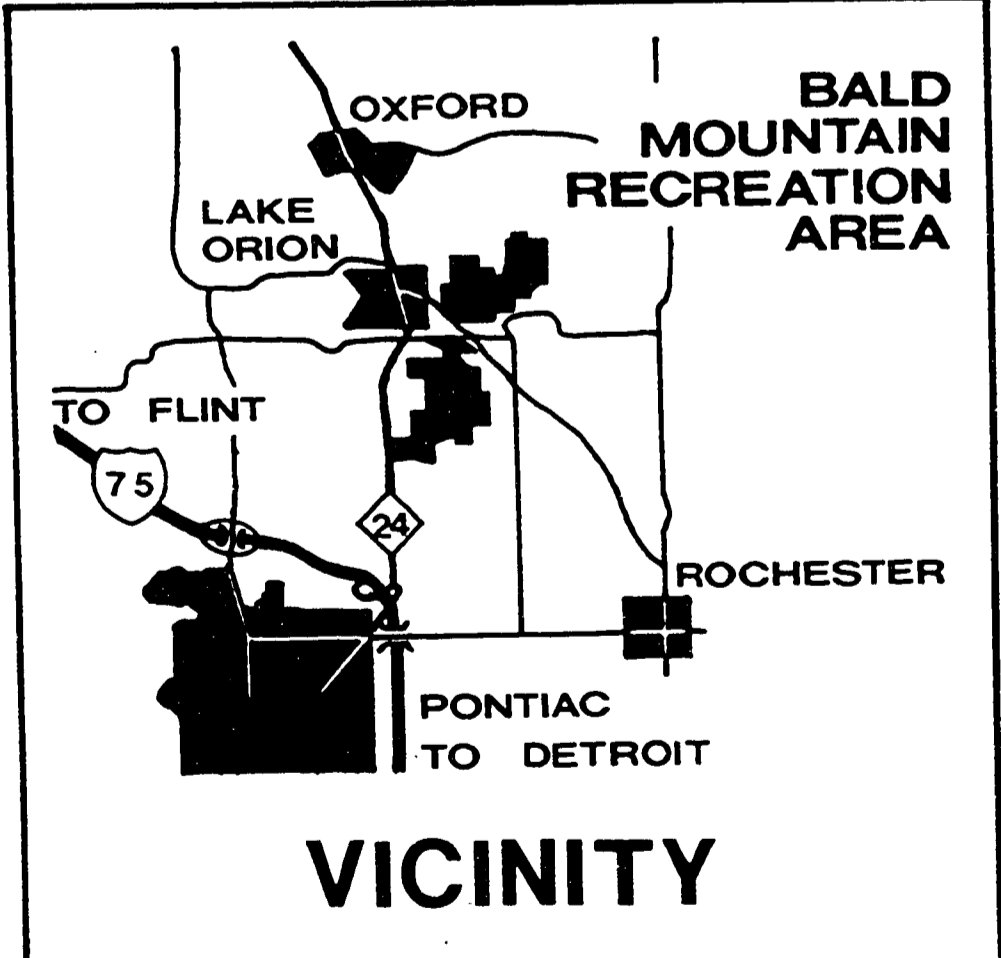 BALD
MOUNTAIN
RECREATION
AREA
OXFORD
LAKE
ORION
TO FLINT
75
24
ROCHESTER
PONTIAC
TO DETROIT
VICINITY